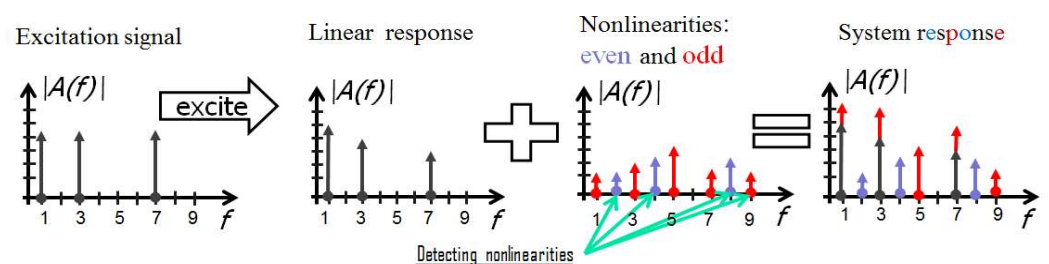 Excitation signal
Linear response
Nonlinearities:
even and odd
System response
|A(f)|
excite
|A(f)|
|A(f)|
|A(f)|
1 3 5 7 9 f
1 3 5 7 9 f
1 3 5 7 9 f
1 3 5 7 9 f
Detecting nonlinearities